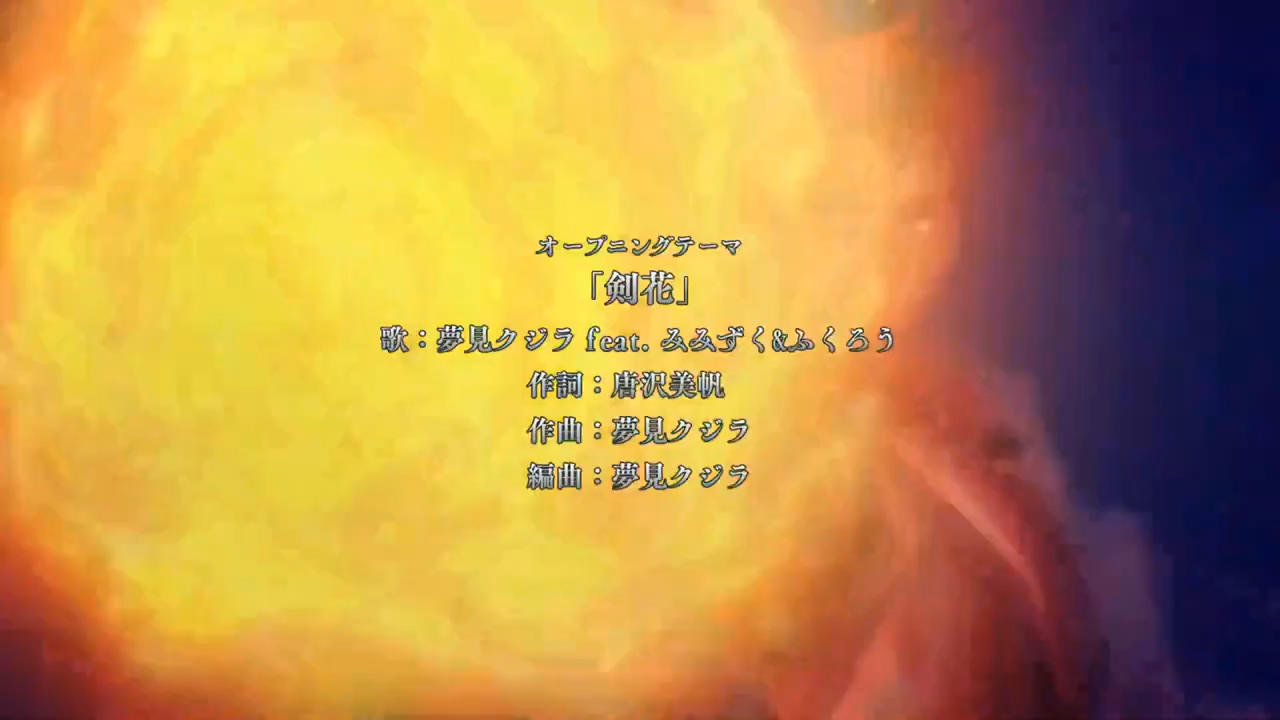 オープニングテーマ
「剣花」
歌：夢見クジラ feat. みみずく&ふくろう
作詞：唐沢美帆
作曲：夢見クジラ
編曲：夢見クジラ